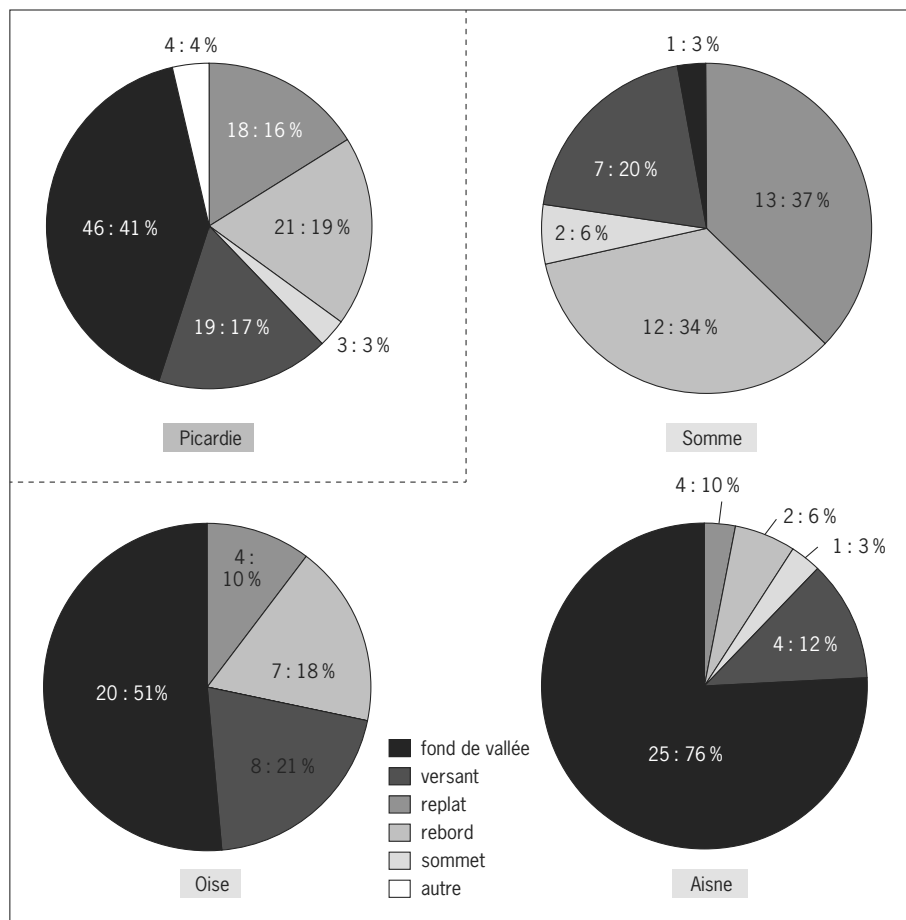 4 : 4 %
18 : 16 %
46 : 41 %
21 : 19 %
19 : 17 %
3 : 3 %
Picardie
1 : 3 %
7 : 20 %
13 : 37 %
2 : 6 %
12 : 34 %
Somme
4 :
10 %
7 : 18 %
20 : 51%
8 : 21 %
Oise
4 : 10 %
2 : 6 %
1 : 3 %
4 : 12 %
25 : 76 %
Aisne
fond de vallée
versant
replat
rebord
sommet
autre